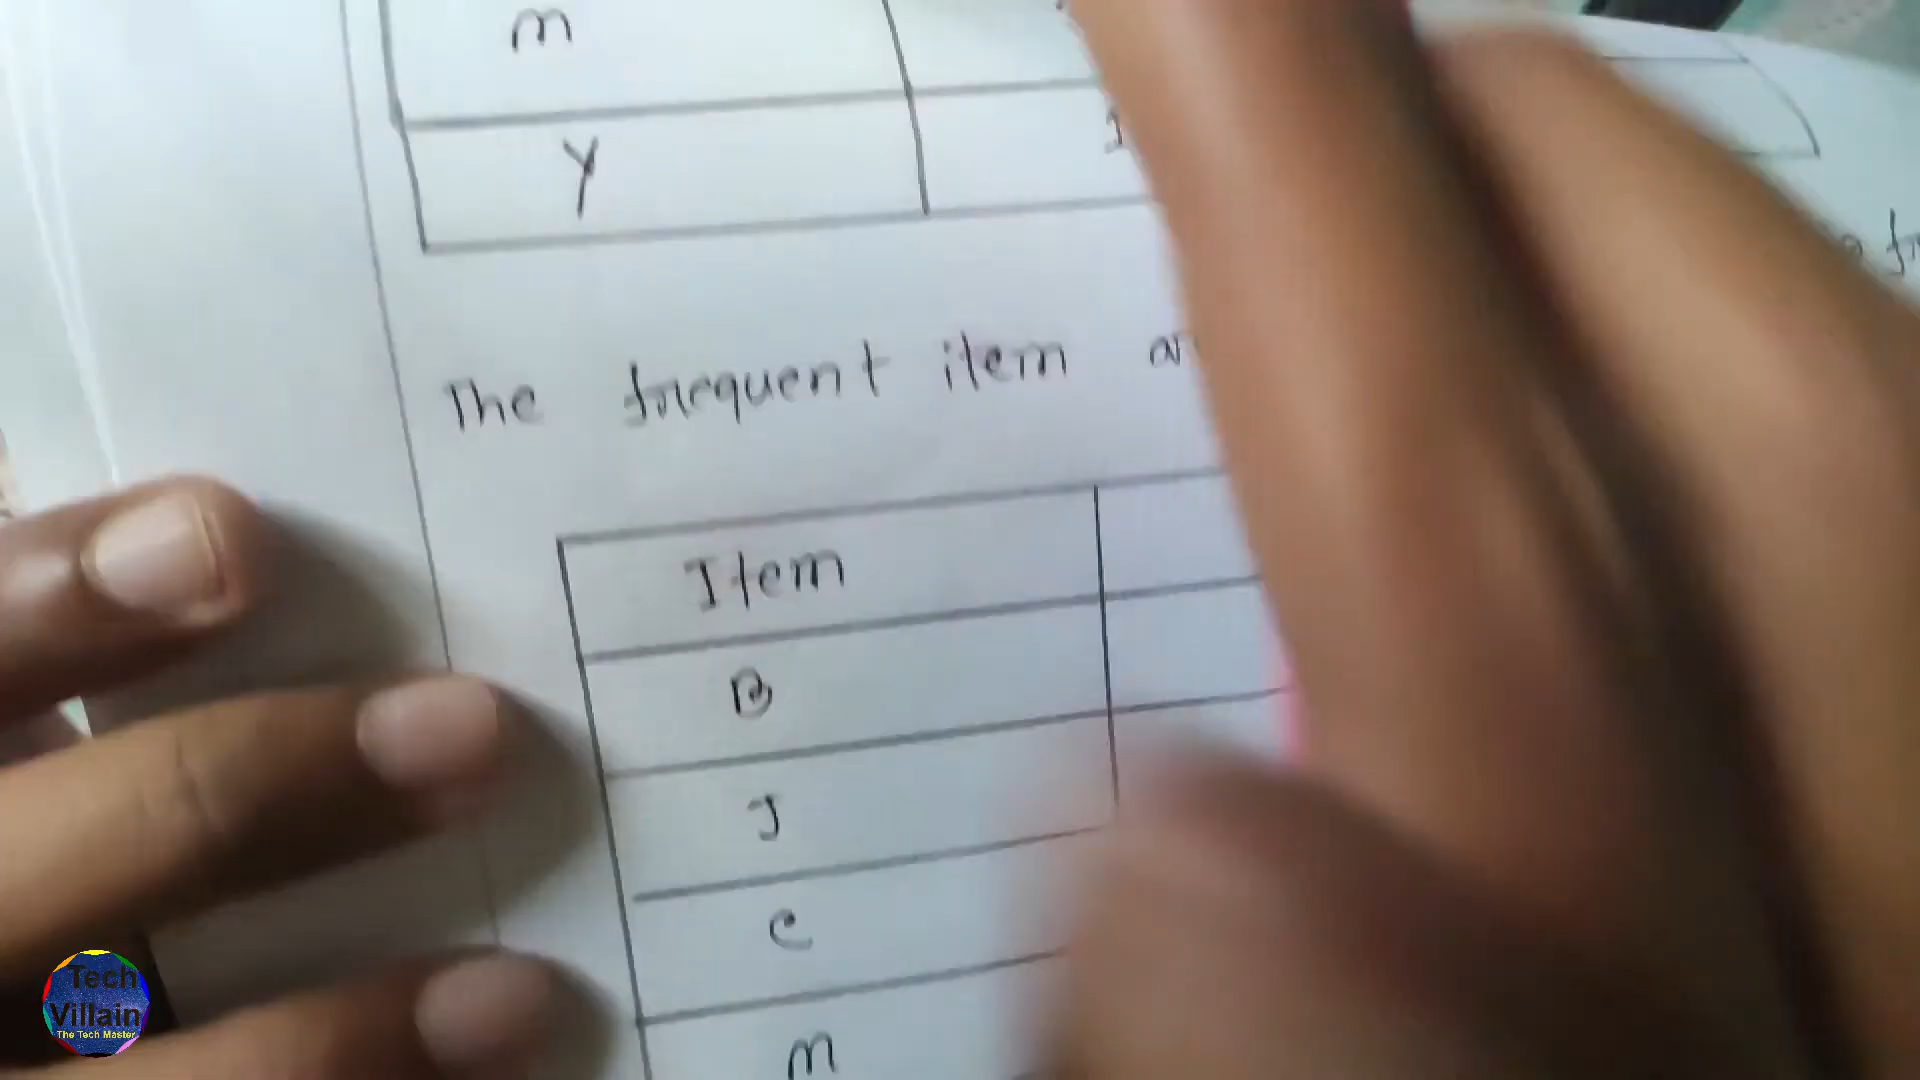 m
Y
The frequent item
Item
B
J
C
m
Tech
Villain
The Tech Master